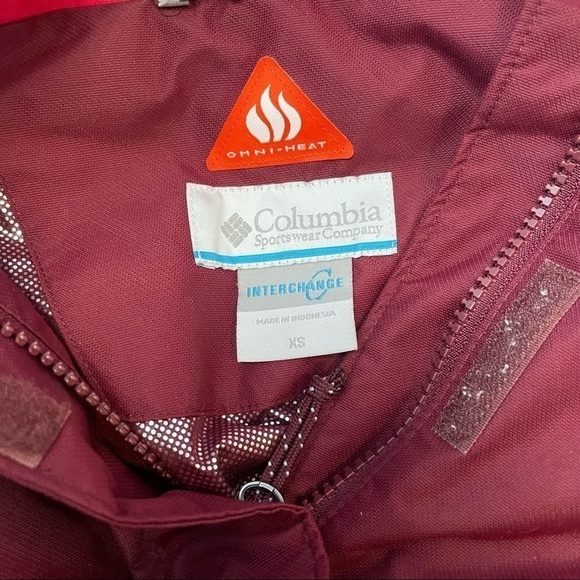 OMNI-HEAT
Columbia
Sportswear Company
INTERCHANGE
MADE IN INDONESIA
XS